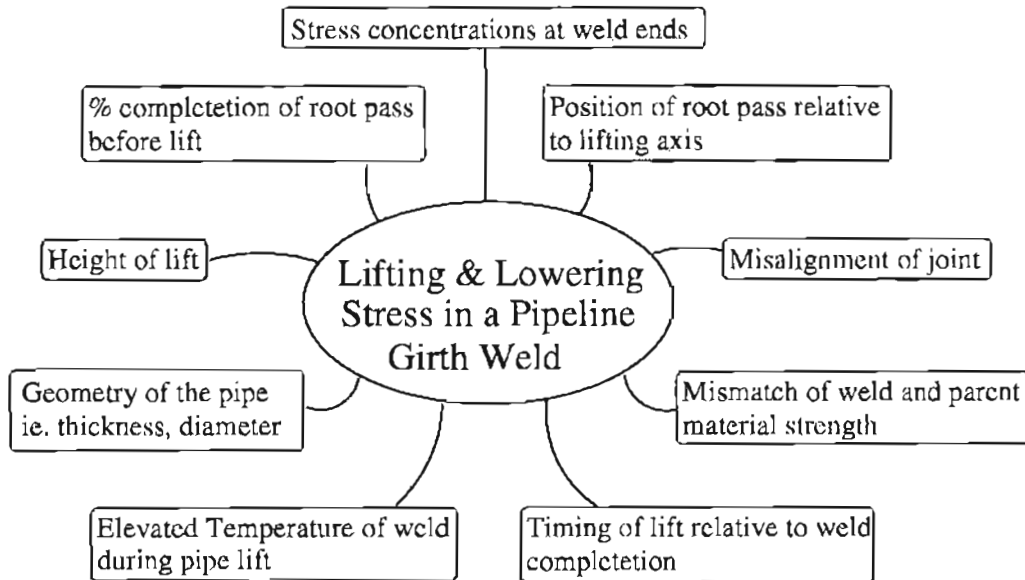 Stress concentrations at weld ends
% completion of root pass
before lift
Position of root pass relative
to lifting axis
Height of lift
Misalignment of joint
Lifting & Lowering
Stress in a Pipeline
Girth Weld
Geometry of the pipe
ie. thickness, diameter
Mismatch of weld and parent
material strength
Elevated Temperature of weld
during pipe lift
Timing of lift relative to weld
completetion